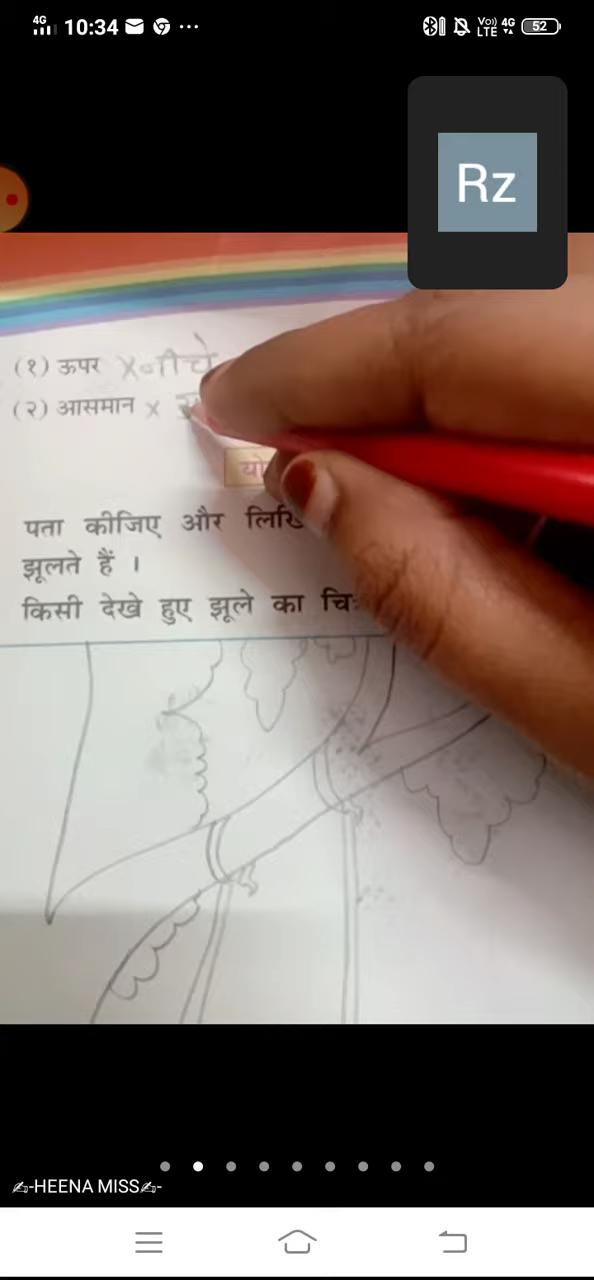 4G 10:34 ... Vo)) LTE 4G 52
Rz
(१) ऊपर x नीचे
(२) आसमान x
यो
पता कीजिए और लिखि
झूलते हैं ।
किसी देखे हुए झूले का चि
✍-HEENA MISS✍-